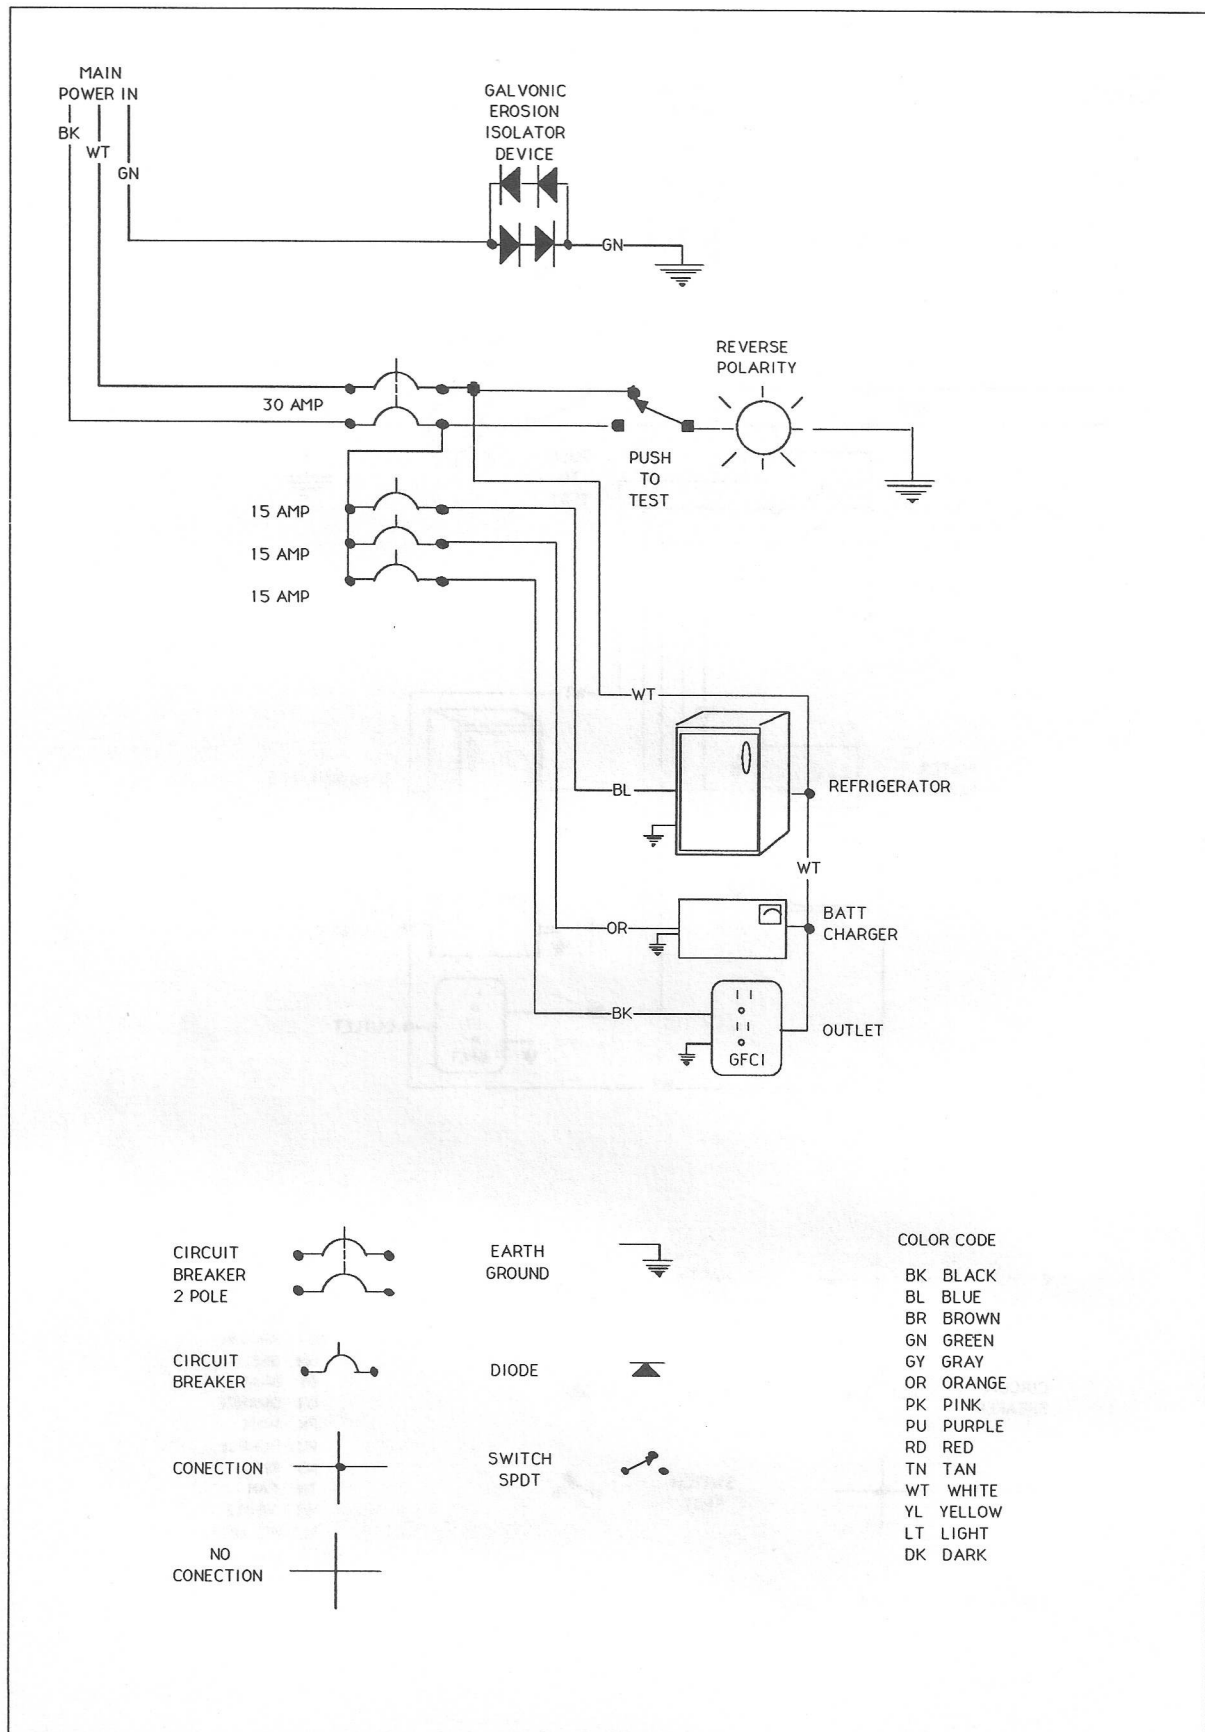 MAIN
POWER IN
BK
WT
GN
GALVONIC
EROSION
ISOLATOR
DEVICE
GN
REVERSE
POLARITY
30 AMP
PUSH
TO
TEST
15 AMP
15 AMP
15 AMP
WT
BL
REFRIGERATOR
WT
OR
BATT
CHARGER
BK
GFCI
OUTLET
CIRCUIT
BREAKER
2 POLE
EARTH
GROUND
CIRCUIT
BREAKER
DIODE
CONECTION
SWITCH
SPDT
NO
CONECTION
COLOR CODE
BK BLACK
BL BLUE
BR BROWN
GN GREEN
GY GRAY
OR ORANGE
PK PINK
PU PURPLE
RD RED
TN TAN
WT WHITE
YL YELLOW
LT LIGHT
DK DARK